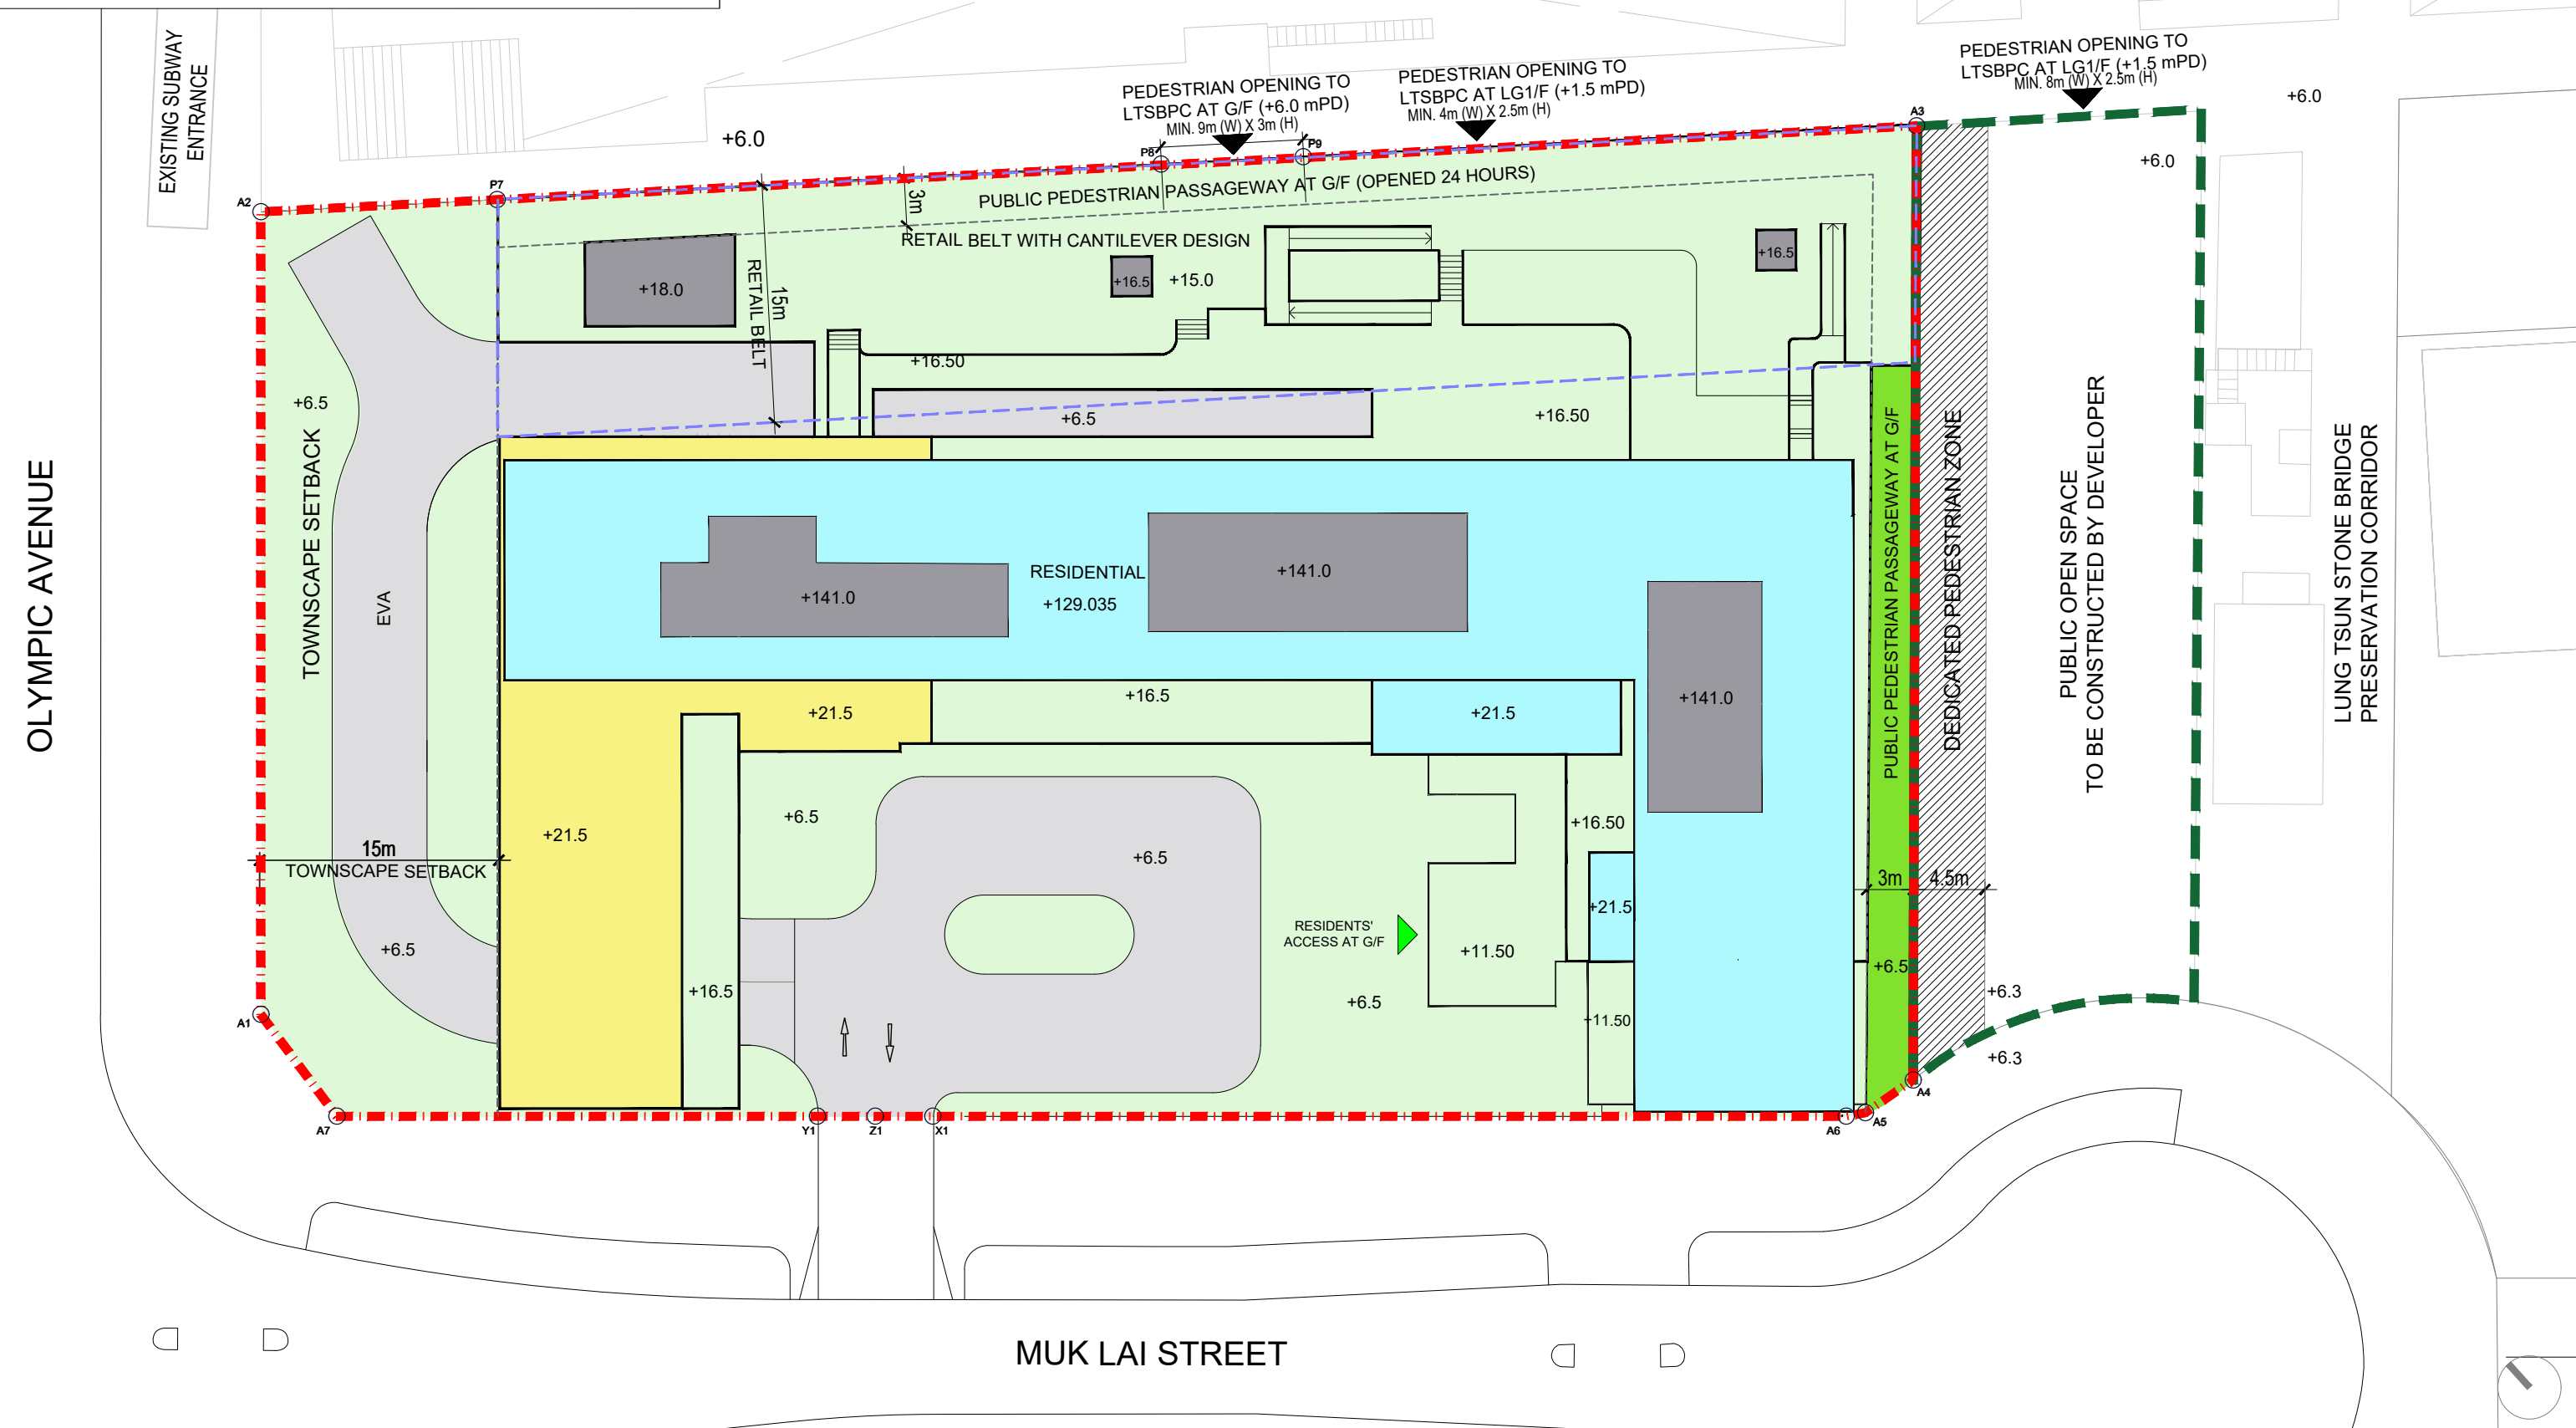 EXISTING SUBWAY
ENTRANCE
PEDESTRIAN OPENING TO
LTSBPC AT G/F (+6.0 mPD)
MIN. 9m (W) X 3m (H)
PEDESTRIAN OPENING TO
LTSBPC AT LG1/F (+1.5 mPD)
MIN. 4m (W) X 2.5m (H)
PEDESTRIAN OPENING TO
LTSBPC AT LG1/F (+1.5 mPD)
MIN. 8m (W) X 2.5m (H)
+6.0
+6.0
+6.0
A2
P7
P8
P9
A3
3m
PUBLIC PEDESTRIAN PASSAGEWAY AT G/F (OPENED 24 HOURS)
RETAIL BELT WITH CANTILEVER DESIGN
+18.0
15m
RETAIL BELT
+16.5
+15.0
+16.5
+16.50
+6.5
+16.50
+6.5
TOWNSCAPE SETBACK
EVA
OLYMPIC AVENUE
RESIDENTIAL
+129.035
+141.0
+141.0
+141.0
PUBLIC PEDESTRIAN PASSAGEWAY AT G/F
DEDICATED PEDESTRIAN ZONE
PUBLIC OPEN SPACE
TO BE CONSTRUCTED BY DEVELOPER
LUNG TSUN STONE BRIDGE
PRESERVATION CORRIDOR
+21.5
+16.5
+21.5
+21.5
+6.5
+6.5
+16.50
15m
TOWNSCAPE SETBACK
3m
4.5m
+21.5
+6.5
RESIDENTS'
ACCESS AT G/F
+11.50
+6.5
+16.5
+6.5
+11.50
+6.3
+6.3
A1
A7
Y1
Z1
X1
A6
A5
A4
MUK LAI STREET